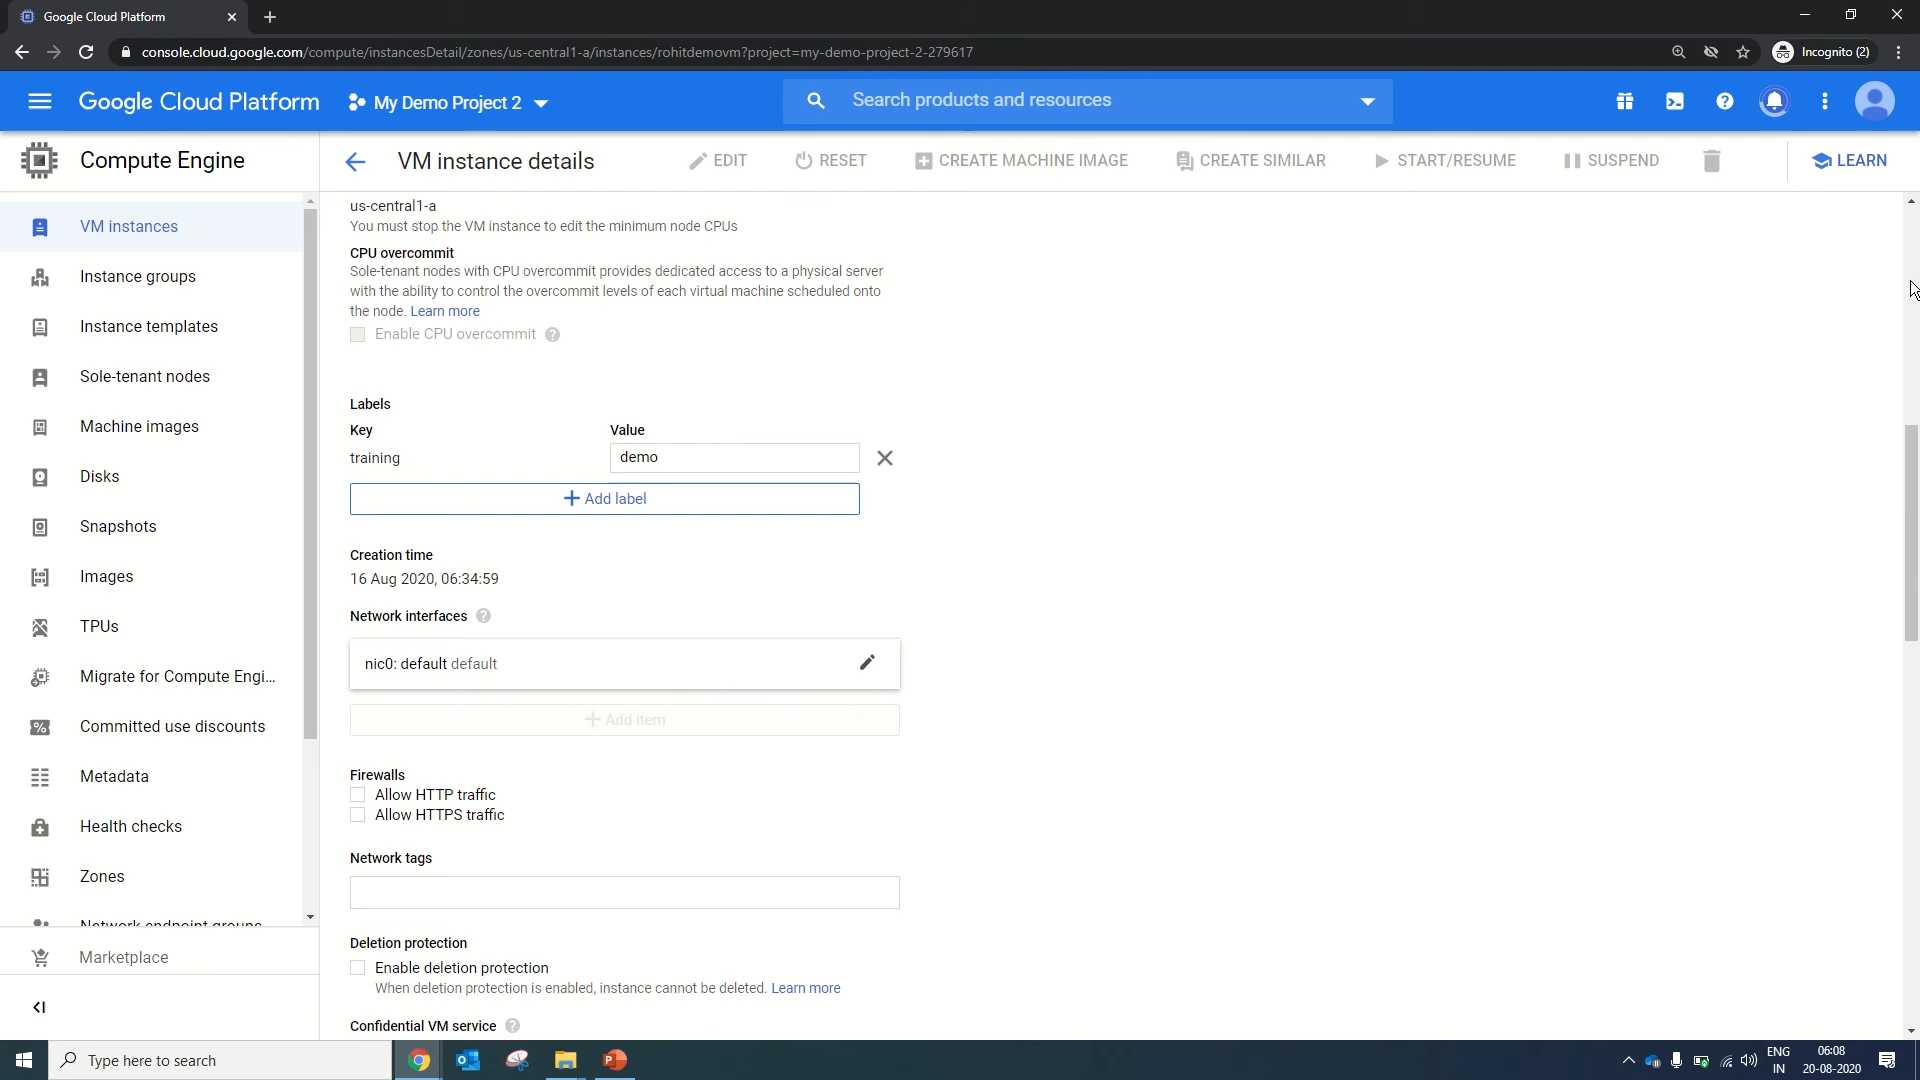 Google Cloud Platform
console.cloud.google.com/compute/instancesDetail/zones/us-central1-a/instances/rohitdemovm?project=my-demo-project-2-279617
Incognito (2)
Google Cloud Platform
My Demo Project 2
Search products and resources
Compute Engine
VM instance details
EDIT
RESET
CREATE MACHINE IMAGE
CREATE SIMILAR
START/RESUME
SUSPEND
LEARN
VM instances
Instance groups
Instance templates
Sole-tenant nodes
Machine images
Disks
Snapshots
Images
TPUs
Migrate for Compute Engi...
Committed use discounts
Metadata
Health checks
Zones
Network endpoint groups
Marketplace
us-central1-a
You must stop the VM instance to edit the minimum node CPUs
CPU overcommit
Sole-tenant nodes with CPU overcommit provides dedicated access to a physical server
with the ability to control the overcommit levels of each virtual machine scheduled onto
the node. Learn more
Enable CPU overcommit
Labels
Key Value
training demo
Add label
Creation time
16 Aug 2020, 06:34:59
Network interfaces
nic0: default default
Add item
Firewalls
Allow HTTP traffic
Allow HTTPS traffic
Network tags
Deletion protection
Enable deletion protection
When deletion protection is enabled, instance cannot be deleted. Learn more
Confidential VM service
Type here to search
ENG
IN
06:08
20-08-2020